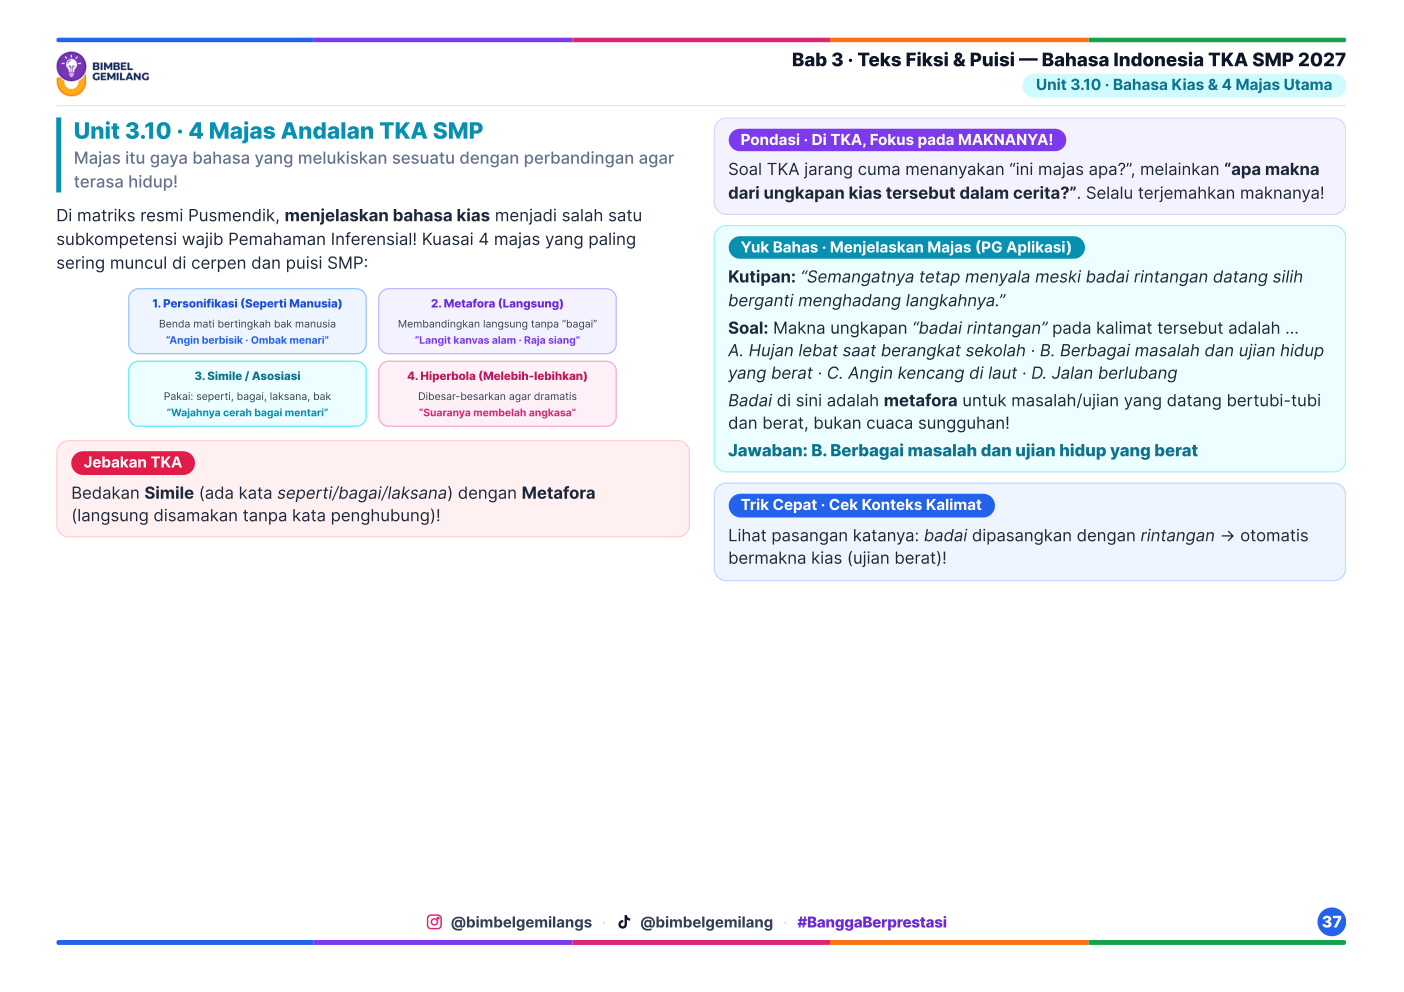 BIMBEL
GEMILANG
Bab 3 · Teks Fiksi & Puisi — Bahasa Indonesia TKA SMP 2027
Unit 3.10 · Bahasa Kias & 4 Majas Utama
Unit 3.10 · 4 Majas Andalan TKA SMP
Majas itu gaya bahasa yang melukiskan sesuatu dengan perbandingan agar
terasa hidup!
Di matriks resmi Pusmendik, menjelaskan bahasa kias menjadi salah satu
subkompetensi wajib Pemahaman Inferensial! Kuasai 4 majas yang paling
sering muncul di cerpen dan puisi SMP:
1. Personifikasi (Seperti Manusia)
Benda mati bertingkah bak manusia
“Angin berbisik · Ombak menari”
2. Metafora (Langsung)
Membandingkan langsung tanpa “bagai”
“Langit kanvas alam · Raja siang”
3. Simile / Asosiasi
Pakai: seperti, bagai, laksana, bak
“Wajahnya cerah bagai mentari”
4. Hiperbola (Melebih-lebihkan)
Dibesar-besarkan agar dramatis
“Suaranya membelah angkasa”
Jebakan TKA
Bedakan Simile (ada kata seperti/bagai/laksana) dengan Metafora
(langsung disamakan tanpa kata penghubung)!
Pondasi · Di TKA, Fokus pada MAKNANYA!
Soal TKA jarang cuma menanyakan “ini majas apa?”, melainkan “apa makna
dari ungkapan kias tersebut dalam cerita?”. Selalu terjemahkan maknanya!
Yuk Bahas · Menjelaskan Majas (PG Aplikasi)
Kutipan: “Semangatnya tetap menyala meski badai rintangan datang silih
berganti menghadang langkahnya.”
Soal: Makna ungkapan “badai rintangan” pada kalimat tersebut adalah ...
A. Hujan lebat saat berangkat sekolah · B. Berbagai masalah dan ujian hidup
yang berat · C. Angin kencang di laut · D. Jalan berlubang
Badai di sini adalah metafora untuk masalah/ujian yang datang bertubi-tubi
dan berat, bukan cuaca sungguhan!
Jawaban: B. Berbagai masalah dan ujian hidup yang berat
Trik Cepat · Cek Konteks Kalimat
Lihat pasangan katanya: badai dipasangkan dengan rintangan → otomatis
bermakna kias (ujian berat)!
@bimbelgemilangs · @bimbelgemilang · #BanggaBerprestasi
37